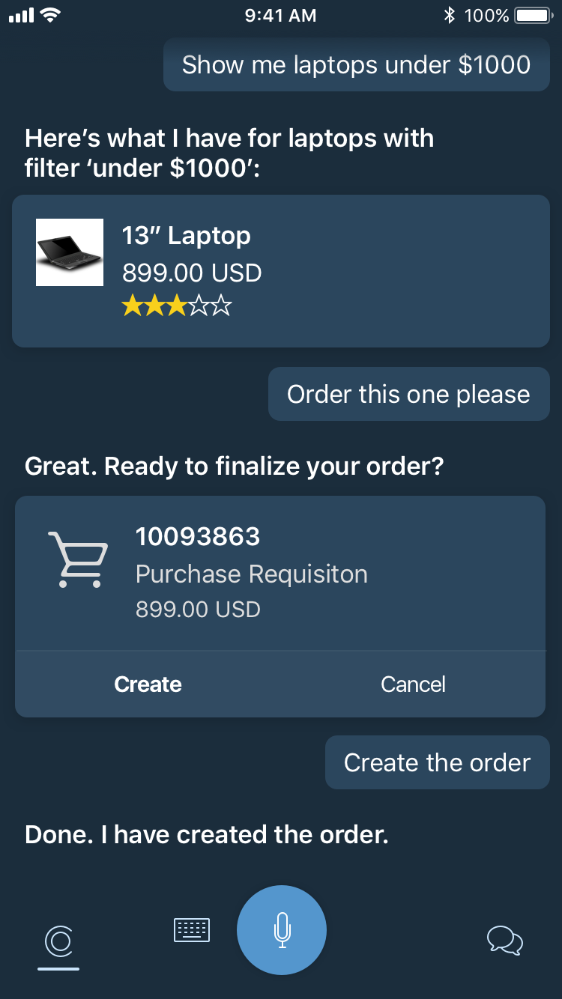 9:41 AM
100%
Show me laptops under $1000
Here’s what I have for laptops with
filter ‘under $1000’:
13” Laptop
899.00 USD
Order this one please
Great. Ready to finalize your order?
10093863
Purchase Requisiton
899.00 USD
Create
Cancel
Create the order
Done. I have created the order.